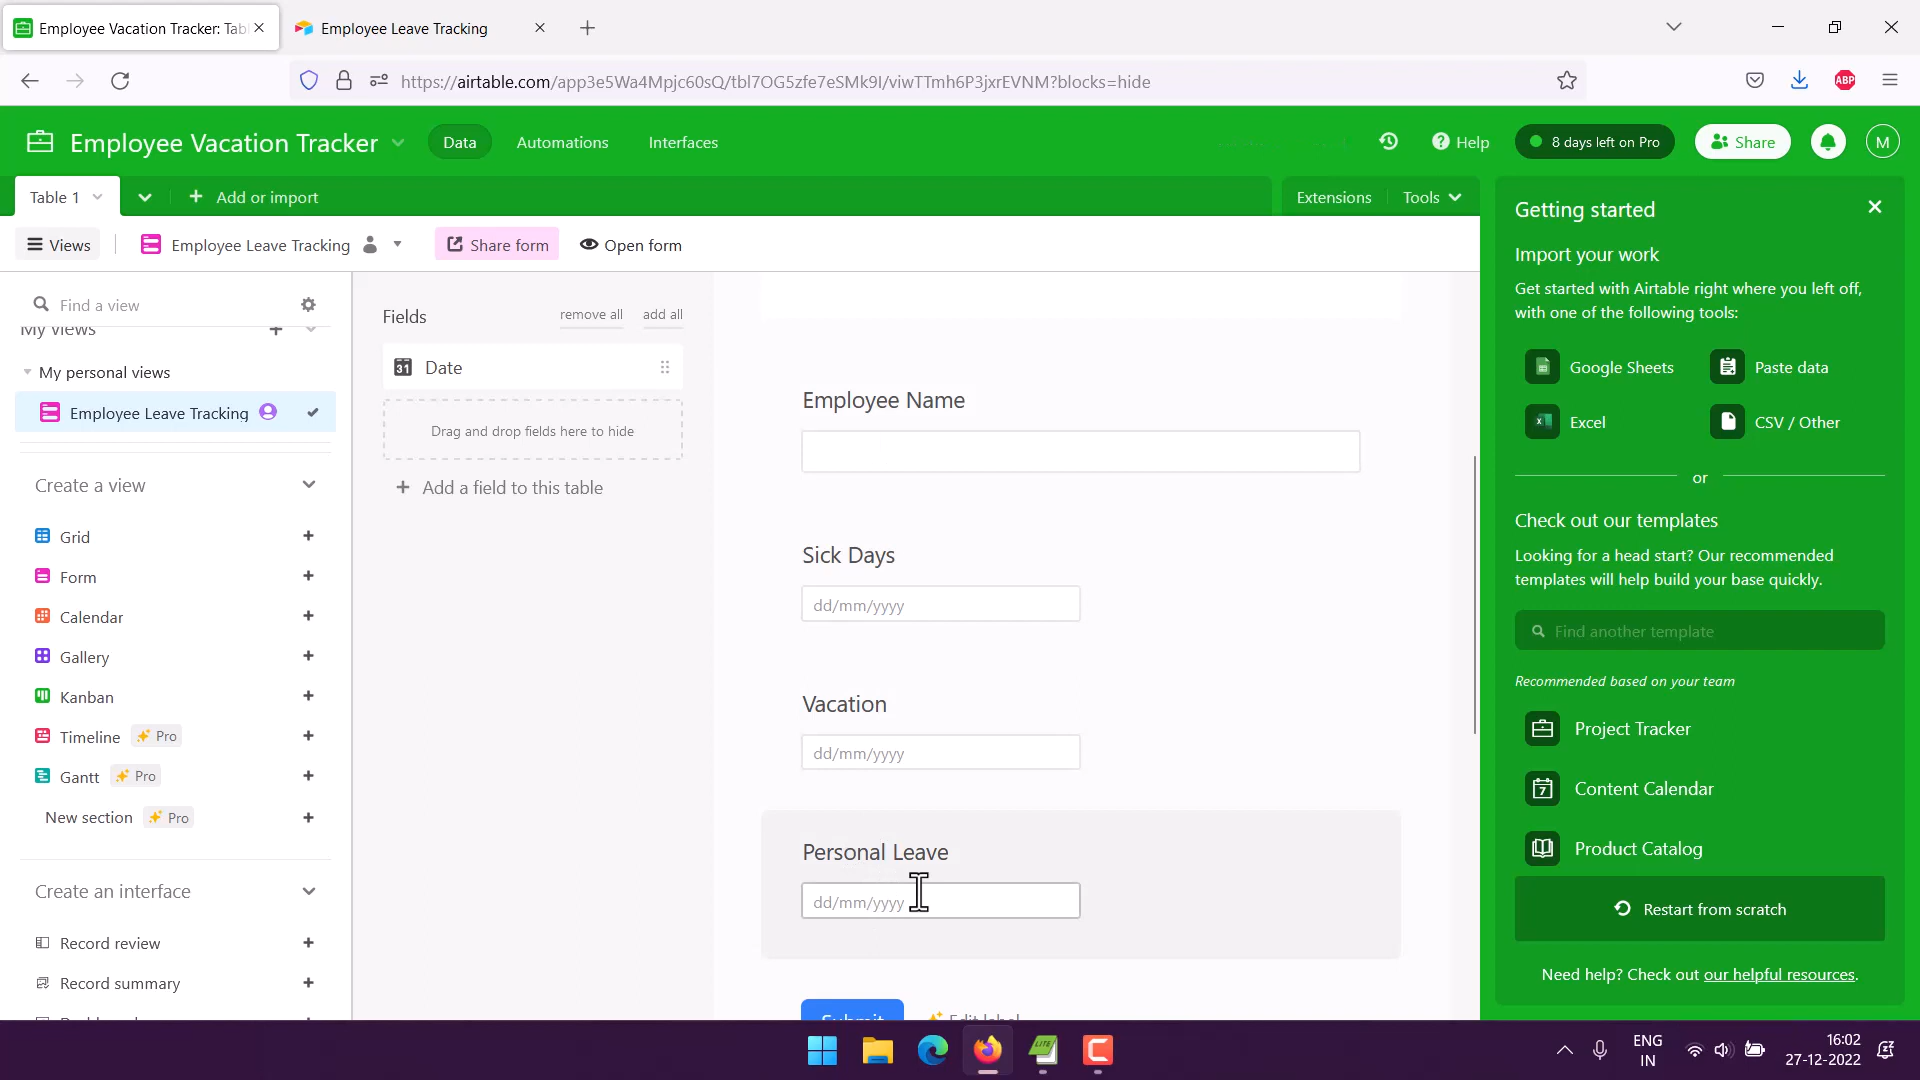 Employee Vacation Tracker: Tab
Employee Leave Tracking
https://airtable.com/app3e5Wa4Mpjc60sQ/tbl7OG5zfe7eSMk9I/viwTTmh6P3jxrEVNM?blocks=hide
ABP
Employee Vacation Tracker
Data
Automations
Interfaces
Help
8 days left on Pro
Share
M
Table 1
Add or import
Extensions
Tools
Views
Employee Leave Tracking
Share form
Open form
Find a view
My views
My personal views
Employee Leave Tracking
Create a view
Grid
Form
Calendar
Gallery
Kanban
Timeline Pro
Gantt Pro
New section Pro
Create an interface
Record review
Record summary
Fields
remove all
add all
31 Date
Drag and drop fields here to hide
Add a field to this table
Employee Name
Sick Days
dd/mm/yyyy
Vacation
dd/mm/yyyy
Personal Leave
dd/mm/yyyy
Submit
Edit label
Getting started
Import your work
Get started with Airtable right where you left off,
with one of the following tools:
Google Sheets
Paste data
Excel
CSV / Other
or
Check out our templates
Looking for a head start? Our recommended
templates will help build your base quickly.
Find another template
Recommended based on your team
Project Tracker
7 Content Calendar
Product Catalog
Restart from scratch
Need help? Check out our helpful resources.
LITE
C
ENG
IN
16:02
27-12-2022